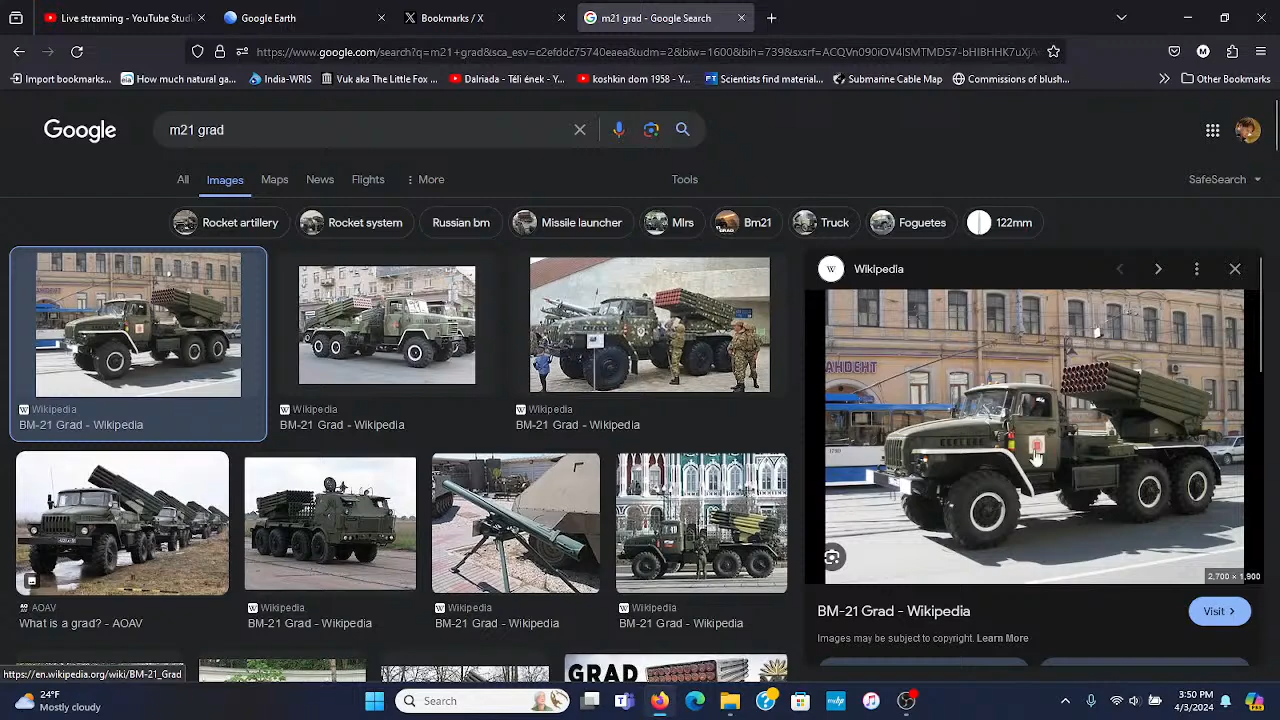 Live streaming - YouTube Studi
Google Earth
Bookmarks / X
m21 grad - Google Search
https://www.google.com/search?q=m21+grad&sca_esv=c2efddc75740eaea&udm=2&biw=1600&bih=739&sxsrf=ACQVn090iOV4lSMTMD57-bHIBHHK7uXjA
Import bookmarks...
How much natural ga...
India-WRIS
Vuk aka The Little Fox ...
Dalriada - Téli ének - Y...
koshkin dom 1958 - Yo...
Scientists find material...
Submarine Cable Map
Commissions of blush...
Other Bookmarks
Google
m21 grad
All
Images
Maps
News
Flights
More
Tools
SafeSearch
Rocket artillery
Rocket system
Russian bm
Missile launcher
Mlrs
Bm21
Truck
Foguetes
122mm
Wikipedia
BM-21 Grad - Wikipedia
Wikipedia
BM-21 Grad - Wikipedia
Wikipedia
BM-21 Grad - Wikipedia
AOAV
What is a grad? - AOAV
Wikipedia
BM-21 Grad - Wikipedia
Wikipedia
BM-21 Grad - Wikipedia
Wikipedia
BM-21 Grad - Wikipedia
GRAD
Wikipedia
2,700 × 1,900
BM-21 Grad - Wikipedia
Visit
Images may be subject to copyright. Learn More
https://en.wikipedia.org/wiki/BM-21_Grad
24°F
Mostly cloudy
Search
3:50 PM
4/3/2024